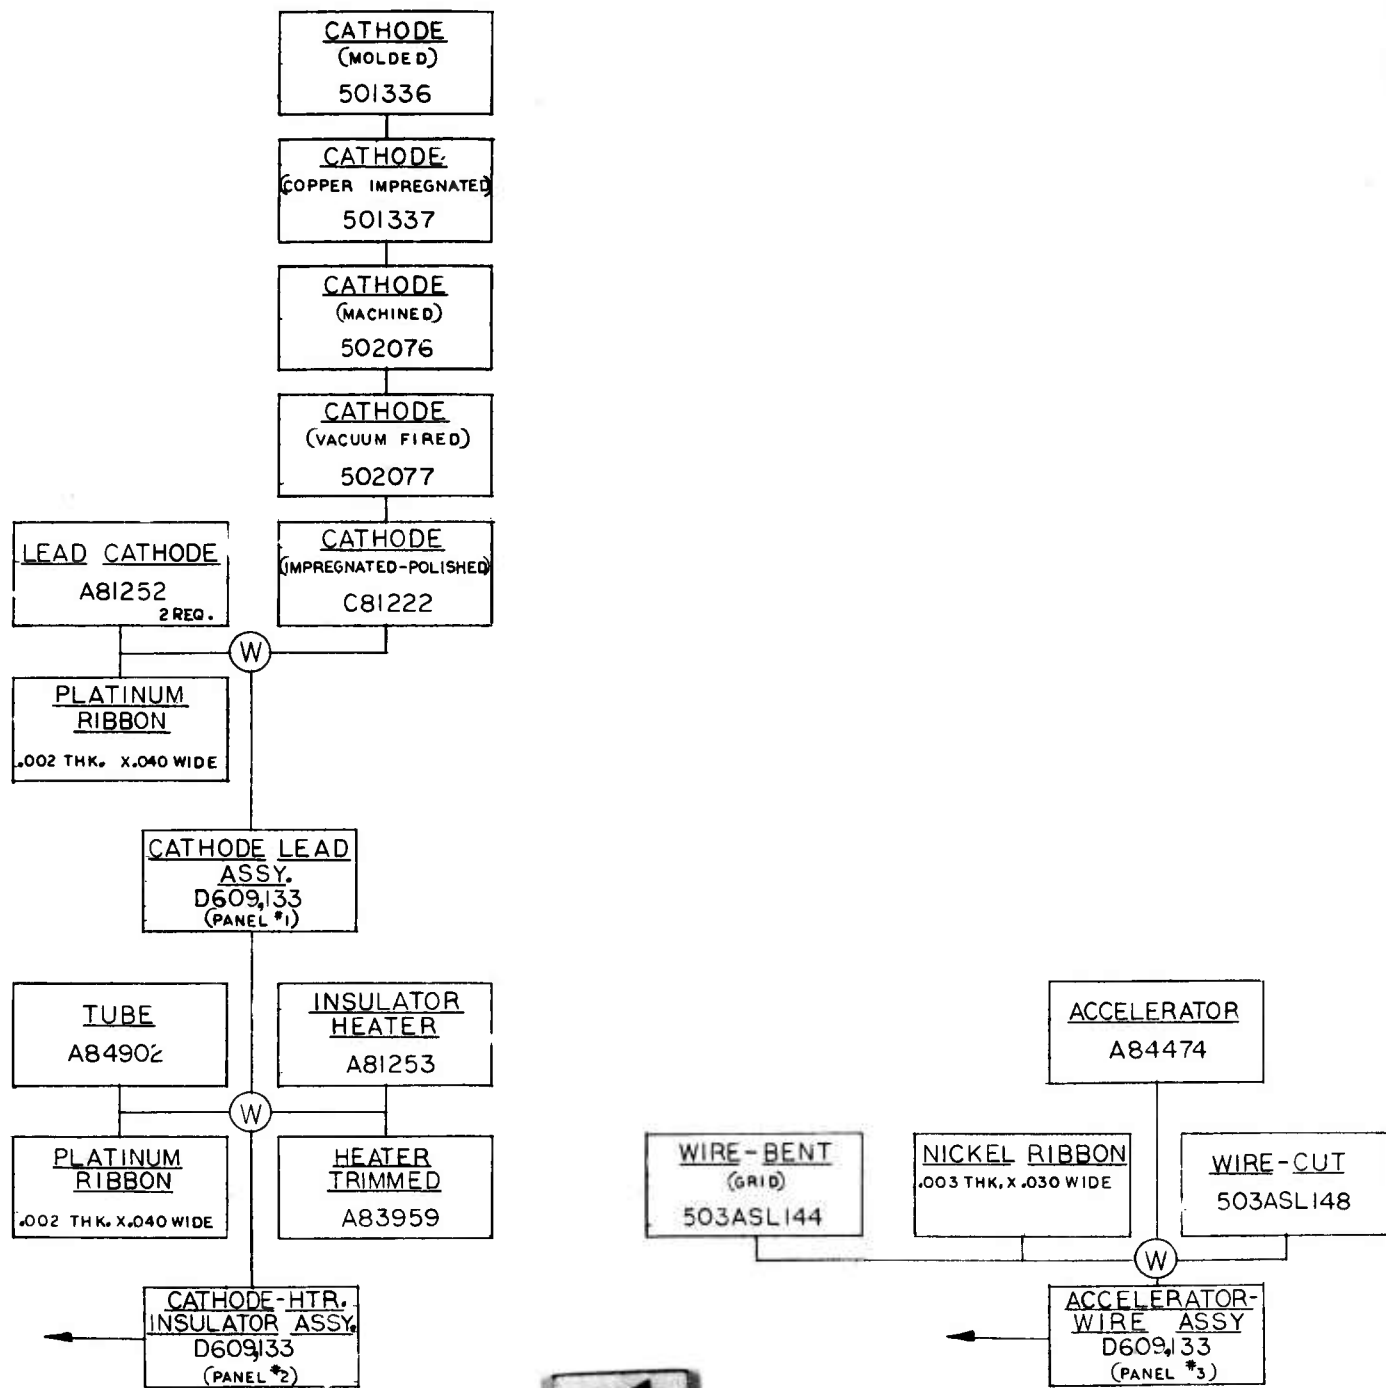 CATHODE
(MOLDED)
501336
CATHODE
(COPPER IMPREGNATED)
501337
CATHODE
(MACHINED)
502076
CATHODE
(VACUUM FIRED)
502077
CATHODE
(IMPREGNATED-POLISHED)
C81222
LEAD CATHODE
A81252
2 REQ.
W
PLATINUM
RIBBON
.002 THK. X.040 WIDE
CATHODE LEAD
ASSY.
D609,133
(PANEL #1)
TUBE
A84902
INSULATOR
HEATER
A81253
W
PLATINUM
RIBBON
.002 THK. X.040 WIDE
HEATER
TRIMMED
A83959
CATHODE-HTR.
INSULATOR ASSY.
D609,133
(PANEL #2)
ACCELERATOR
A84474
WIRE-BENT
(GRID)
503ASL144
NICKEL RIBBON
.003 THK. X .030 WIDE
WIRE-CUT
503ASL148
W
ACCELERATOR-
WIRE ASSY
D609,133
(PANEL #3)